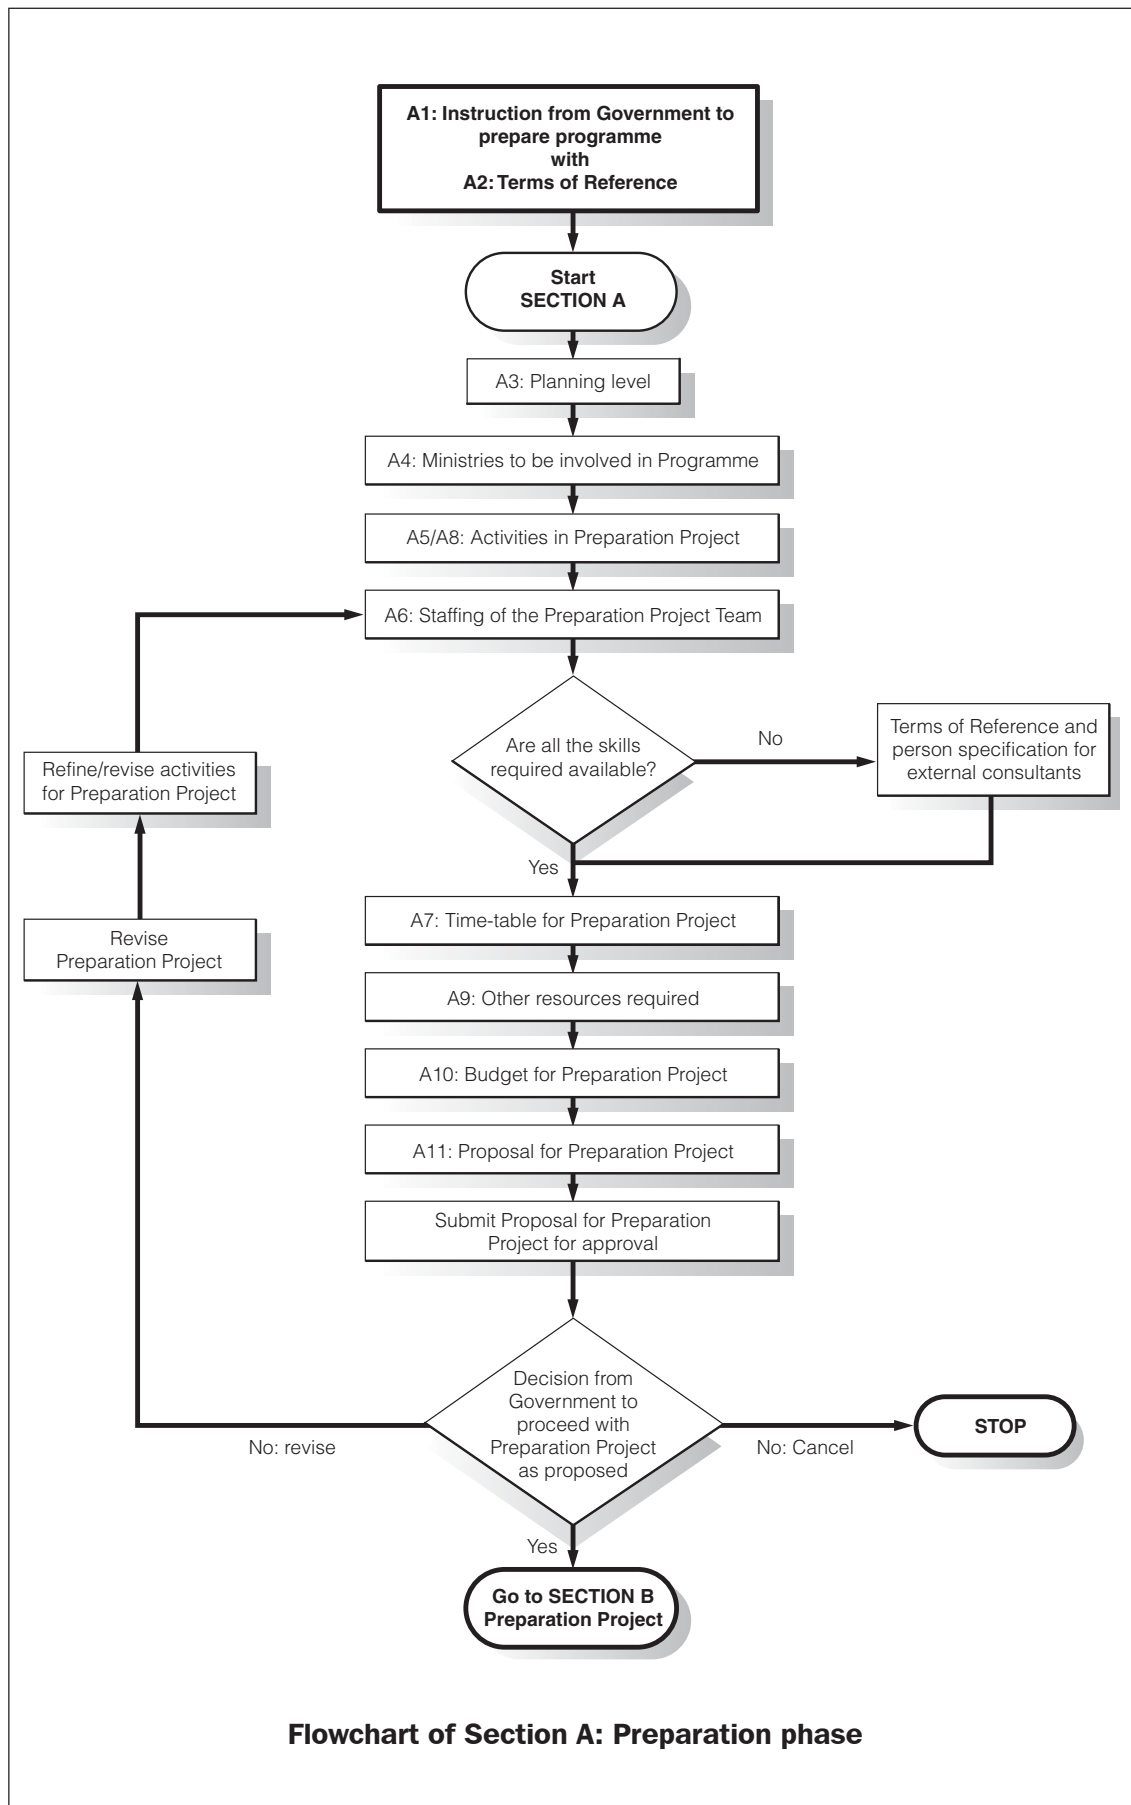 A1: Instruction from Government to
prepare programme
with
A2: Terms of Reference
Start
SECTION A
A3: Planning level
A4: Ministries to be involved in Programme
A5/A8: Activities in Preparation Project
A6: Staffing of the Preparation Project Team
Are all the skills
required available?
No
Terms of Reference and
person specification for
external consultants
Refine/revise activities
for Preparation Project
Yes
A7: Time-table for Preparation Project
Revise
Preparation Project
A9: Other resources required
A10: Budget for Preparation Project
A11: Proposal for Preparation Project
Submit Proposal for Preparation
Project for approval
Decision from
Government to
proceed with
Preparation Project
as proposed
No: revise
No: Cancel
STOP
Yes
Go to SECTION B
Preparation Project
Flowchart of Section A: Preparation phase